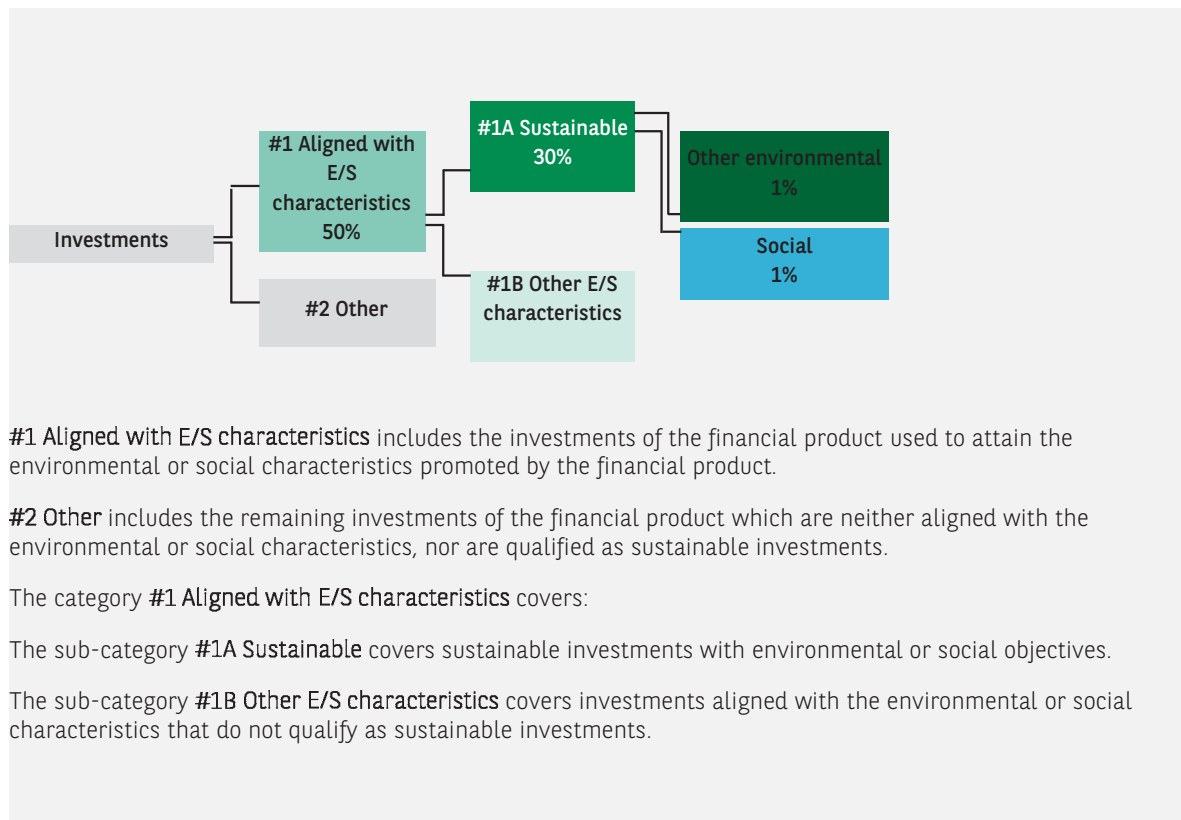 Investments
#1 Aligned with
E/S
characteristics
50%
#2 Other
#1A Sustainable
30%
#1B Other E/S
characteristics
Other environmental
1%
Social
1%
#1 Aligned with E/S characteristics includes the investments of the financial product used to attain the
environmental or social characteristics promoted by the financial product.
#2 Other includes the remaining investments of the financial product which are neither aligned with the
environmental or social characteristics, nor are qualified as sustainable investments.
The category #1 Aligned with E/S characteristics covers:
The sub-category #1A Sustainable covers sustainable investments with environmental or social objectives.
The sub-category #1B Other E/S characteristics covers investments aligned with the environmental or social
characteristics that do not qualify as sustainable investments.